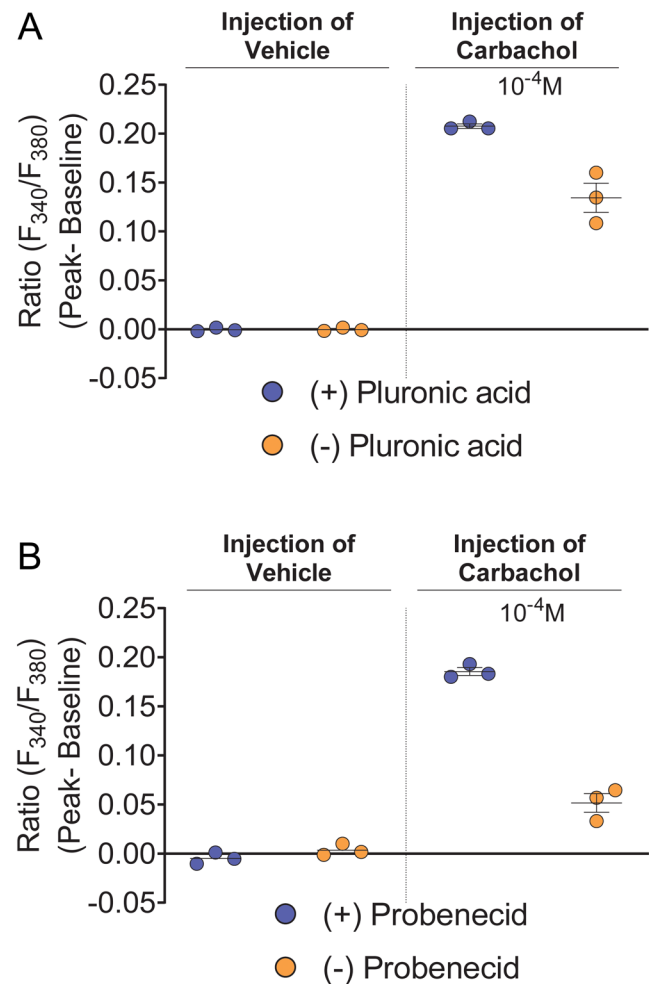 A
Injection of Vehicle
Injection of Carbachol
10⁻⁴M
Ratio (F₃₄₀/F₃₈₀)
(Peak- Baseline)
0.25
0.20
0.15
0.10
0.05
0.00
-0.05
(+) Pluronic acid
(-) Pluronic acid
B
Injection of Vehicle
Injection of Carbachol
10⁻⁴M
Ratio (F₃₄₀/F₃₈₀)
(Peak- Baseline)
0.25
0.20
0.15
0.10
0.05
0.00
-0.05
(+) Probenecid
(-) Probenecid